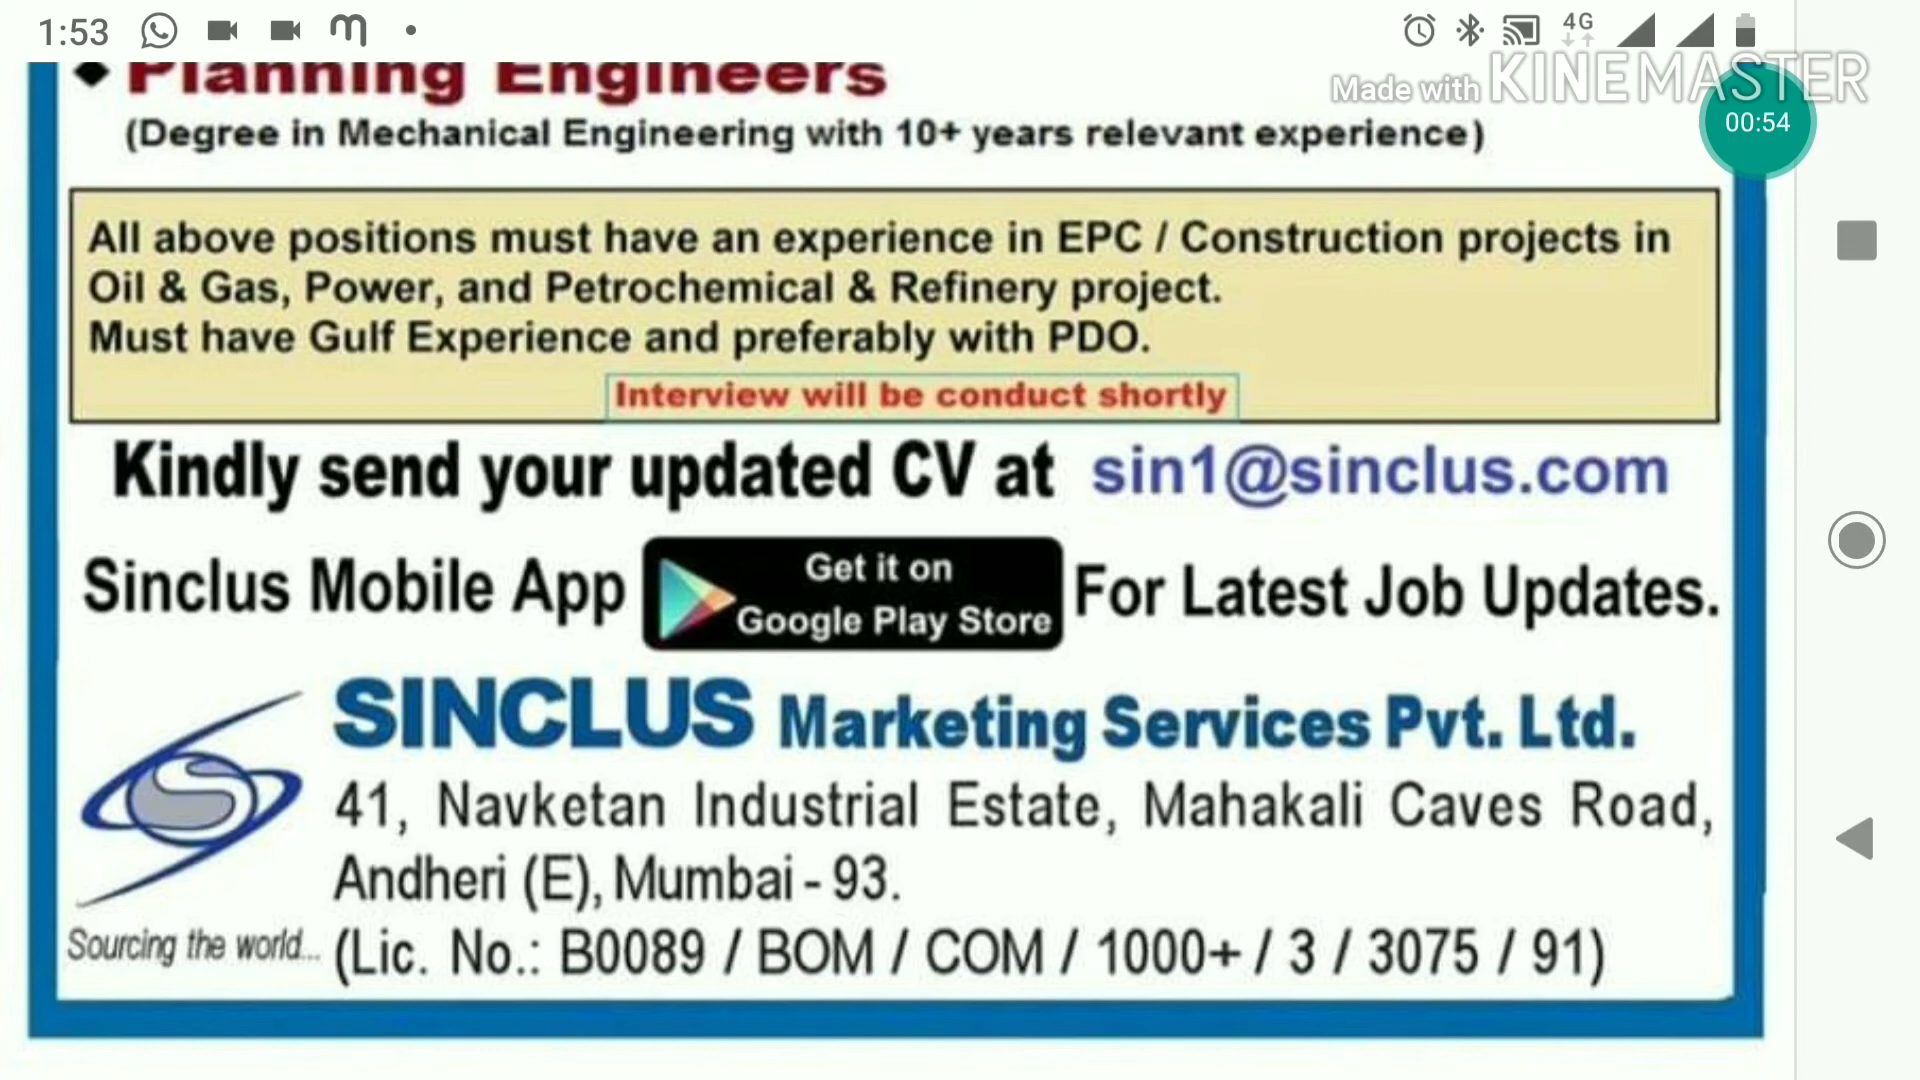 1:53
4G
Made with KINEMASTER
00:54
Planning Engineers
(Degree in Mechanical Engineering with 10+ years relevant experience)
All above positions must have an experience in EPC / Construction projects in
Oil & Gas, Power, and Petrochemical & Refinery project.
Must have Gulf Experience and preferably with PDO.
Interview will be conduct shortly
Kindly send your updated CV at sin1@sinclus.com
Sinclus Mobile App Get it on Google Play Store For Latest Job Updates.
SINCLUS Marketing Services Pvt. Ltd.
41, Navketan Industrial Estate, Mahakali Caves Road,
Andheri (E), Mumbai - 93.
Sourcing the world... (Lic. No.: B0089 / BOM / COM / 1000+ / 3 / 3075 / 91)